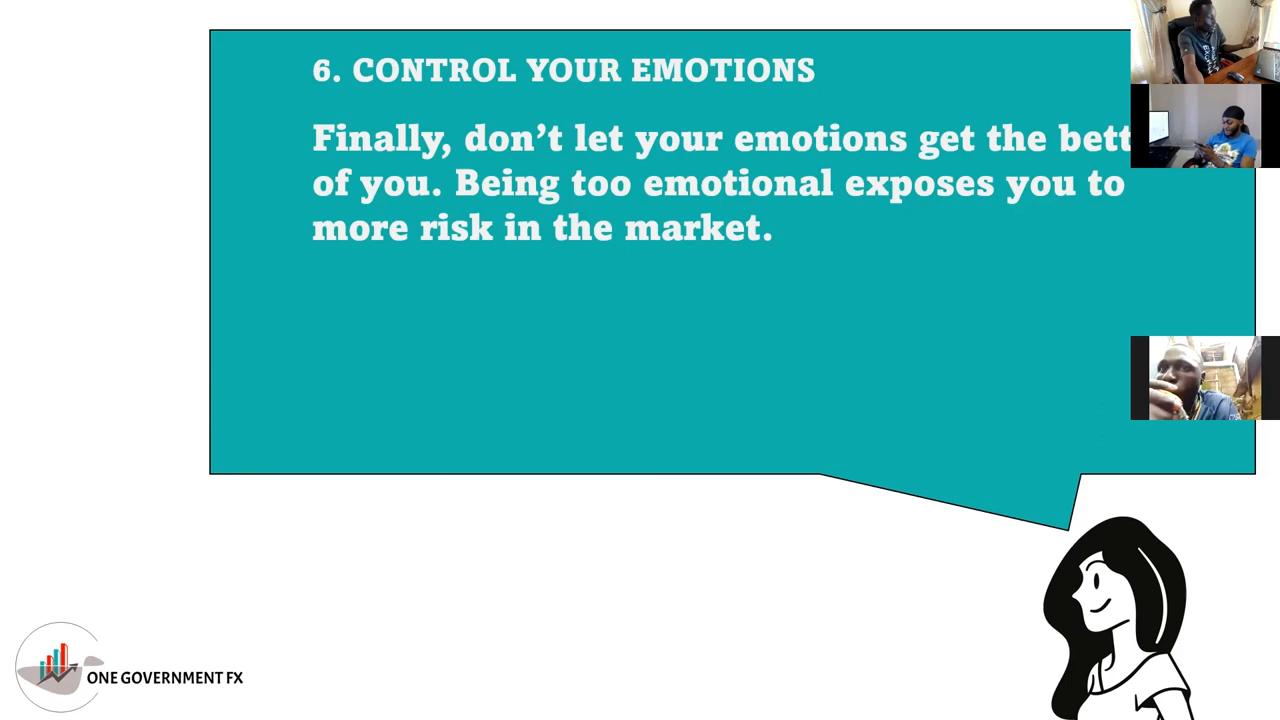 6. CONTROL YOUR EMOTIONS
Finally, don’t let your emotions get the bett
of you. Being too emotional exposes you to
more risk in the market.
ONE GOVERNMENT FX